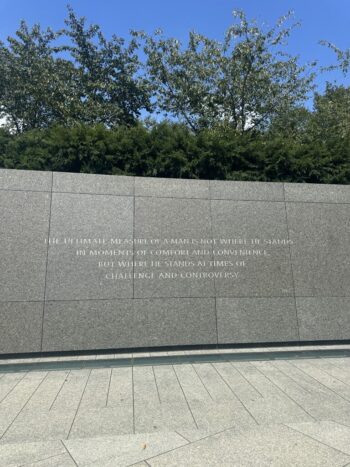 THE ULTIMATE MEASURE OF A MAN IS NOT WHERE HE STANDS
IN MOMENTS OF COMFORT AND CONVENIENCE,
BUT WHERE HE STANDS AT TIMES OF
CHALLENGE AND CONTROVERSY.